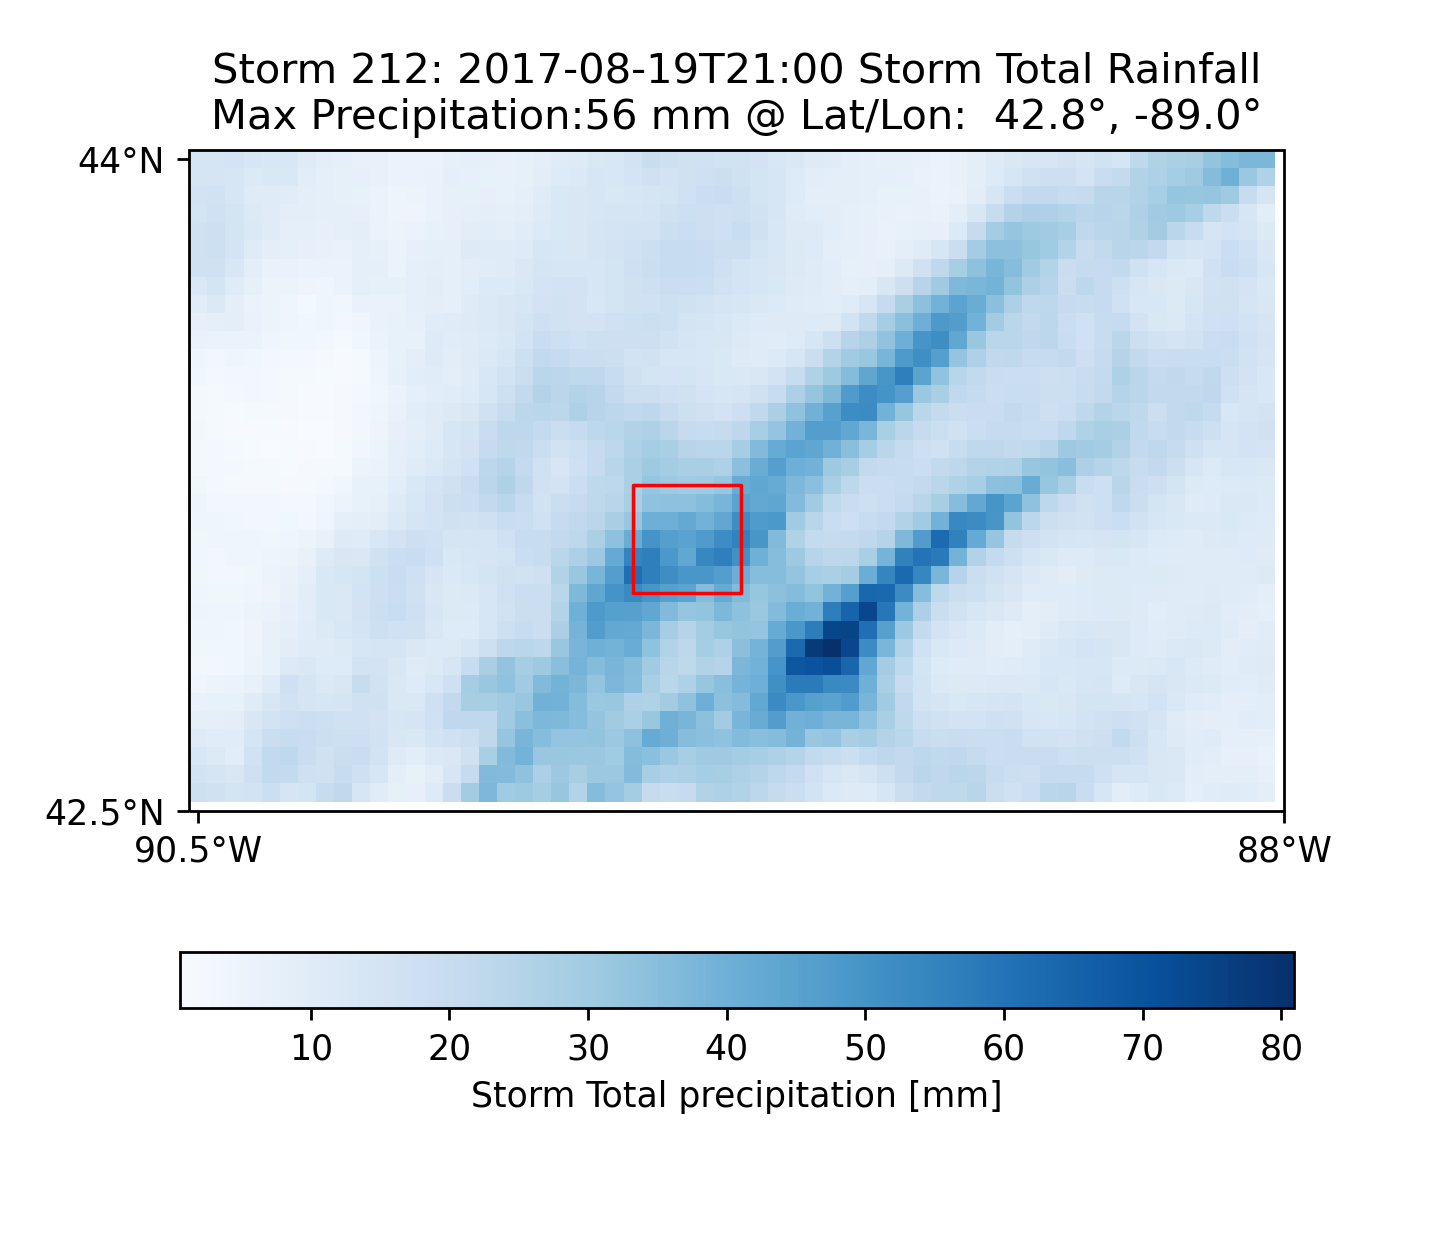 Storm 212: 2017-08-19T21:00 Storm Total Rainfall
Max Precipitation:56 mm @ Lat/Lon:  42.8°, -89.0°
44°N
42.5°N
90.5°W 88°W
10 20 30 40 50 60 70 80
Storm Total precipitation [mm]